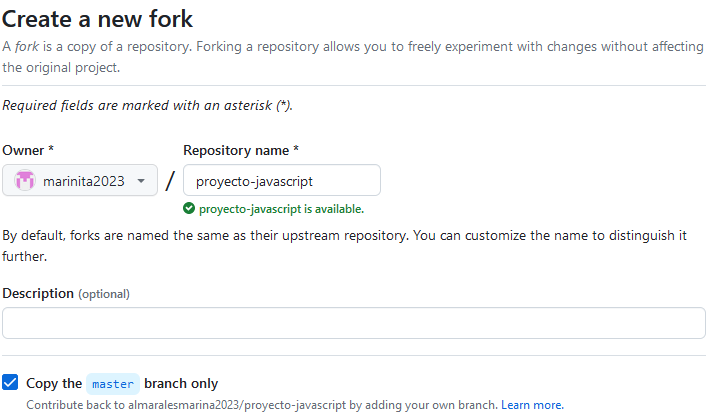 Create a new fork
A fork is a copy of a repository. Forking a repository allows you to freely experiment with changes without affecting
the original project.
Required fields are marked with an asterisk (*).
Owner * Repository name *
marinita2023 / proyecto-javascript
proyecto-javascript is available.
By default, forks are named the same as their upstream repository. You can customize the name to distinguish it
further.
Description (optional)
Copy the master branch only
Contribute back to almaralesmarina2023/proyecto-javascript by adding your own branch. Learn more.